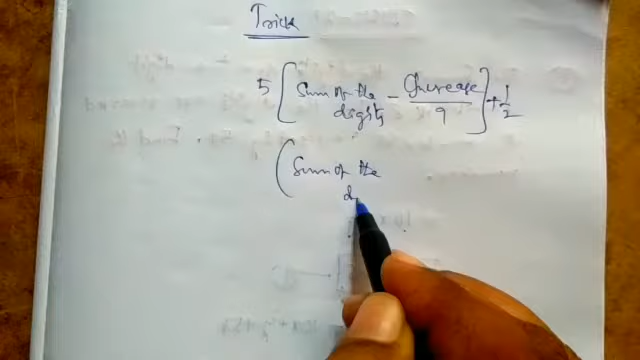 Trick
5 [ Sum of the digits - Increase/9 ] + 1/2
( Sum of the
d